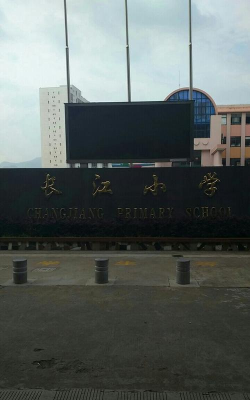 长江小学
CHANGJIANG PRIMARY SCHOOL